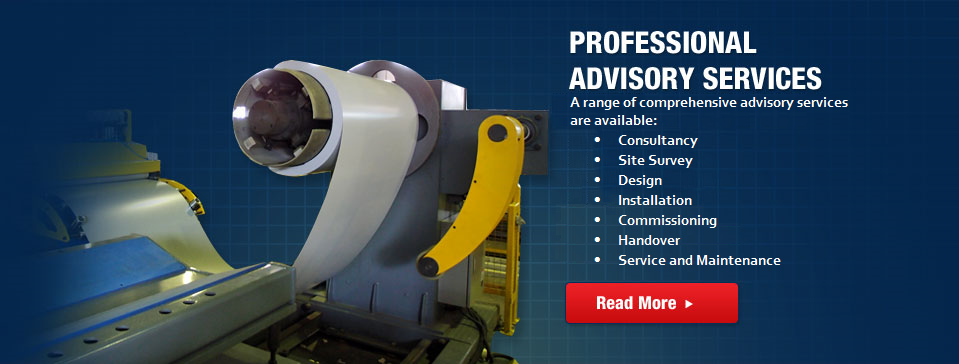 PROFESSIONAL
ADVISORY SERVICES
A range of comprehensive advisory services
are available:
• Consultancy
• Site Survey
• Design
• Installation
• Commissioning
• Handover
• Service and Maintenance
Read More ►